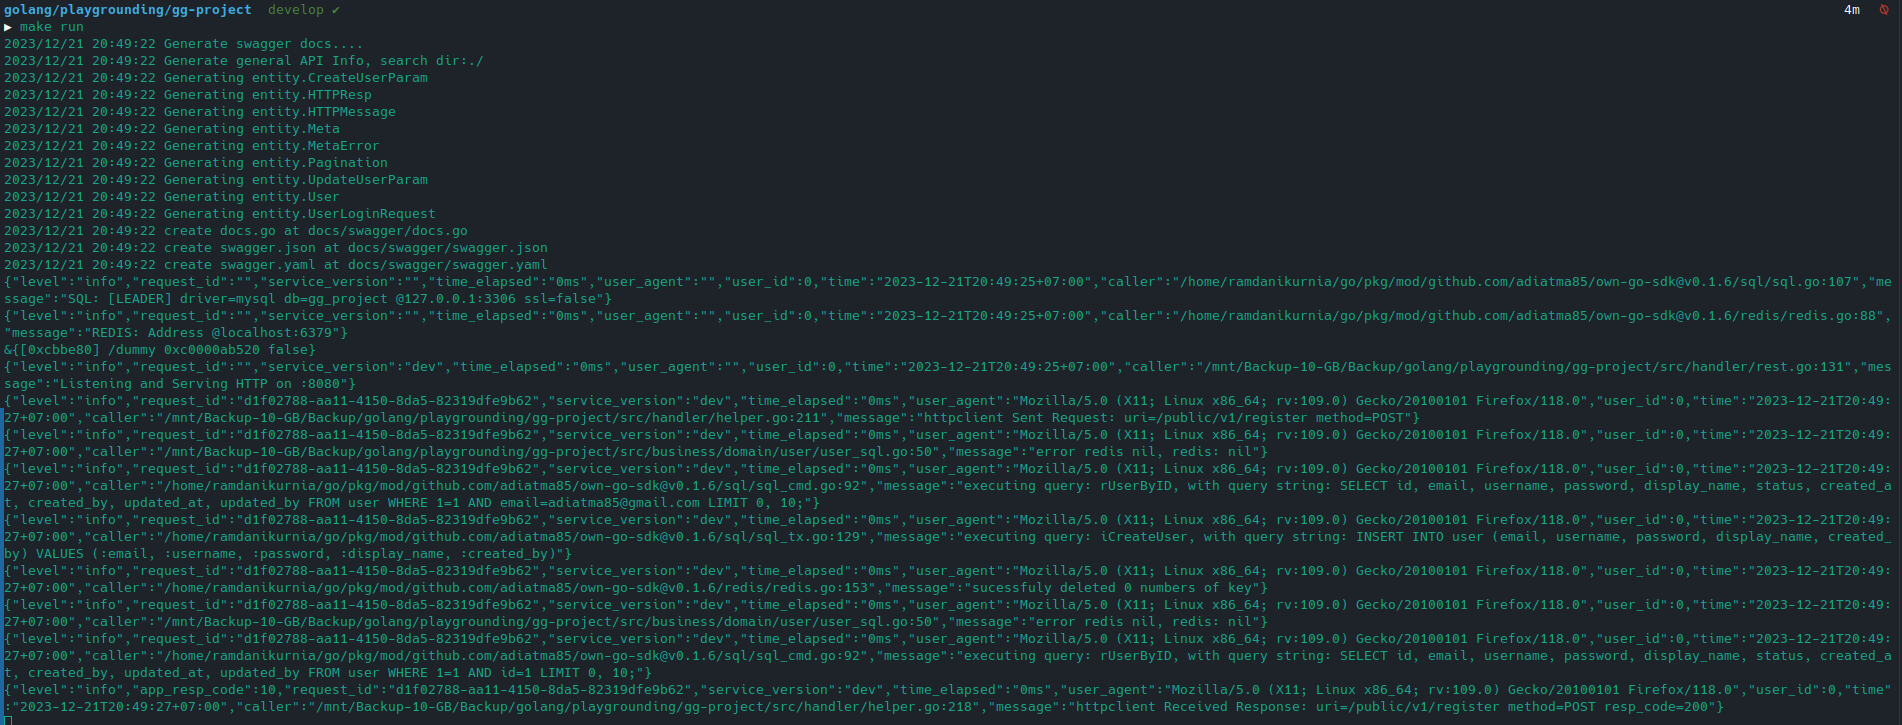 golang/playgrounding/gg-project  develop ✔ 4m
▶ make run
2023/12/21 20:49:22 Generate swagger docs....
2023/12/21 20:49:22 Generate general API Info, search dir:./
2023/12/21 20:49:22 Generating entity.CreateUserParam
2023/12/21 20:49:22 Generating entity.HTTPResp
2023/12/21 20:49:22 Generating entity.HTTPMessage
2023/12/21 20:49:22 Generating entity.Meta
2023/12/21 20:49:22 Generating entity.MetaError
2023/12/21 20:49:22 Generating entity.Pagination
2023/12/21 20:49:22 Generating entity.UpdateUserParam
2023/12/21 20:49:22 Generating entity.User
2023/12/21 20:49:22 Generating entity.UserLoginRequest
2023/12/21 20:49:22 create docs.go at docs/swagger/docs.go
2023/12/21 20:49:22 create swagger.json at docs/swagger/swagger.json
2023/12/21 20:49:22 create swagger.yaml at docs/swagger/swagger.yaml
{"level":"info","request_id":"","service_version":"","time_elapsed":"0ms","user_agent":"","user_id":0,"time":"2023-12-21T20:49:25+07:00","caller":"/home/ramdanikurnia/go/pkg/mod/github.com/adiatma85/own-go-sdk@v0.1.6/sql/sql.go:107","me
ssage":"SQL: [LEADER] driver=mysql db=gg_project @127.0.0.1:3306 ssl=false"}
{"level":"info","request_id":"","service_version":"","time_elapsed":"0ms","user_agent":"","user_id":0,"time":"2023-12-21T20:49:25+07:00","caller":"/home/ramdanikurnia/go/pkg/mod/github.com/adiatma85/own-go-sdk@v0.1.6/redis/redis.go:88",
"message":"REDIS: Address @localhost:6379"}
&{[0xcbbe80] /dummy 0xc0000ab520 false}
{"level":"info","request_id":"","service_version":"dev","time_elapsed":"0ms","user_agent":"","user_id":0,"time":"2023-12-21T20:49:25+07:00","caller":"/mnt/Backup-10-GB/Backup/golang/playgrounding/gg-project/src/handler/rest.go:131","mes
sage":"Listening and Serving HTTP on :8080"}
{"level":"info","request_id":"d1f02788-aa11-4150-8da5-82319dfe9b62","service_version":"dev","time_elapsed":"0ms","user_agent":"Mozilla/5.0 (X11; Linux x86_64; rv:109.0) Gecko/20100101 Firefox/118.0","user_id":0,"time":"2023-12-21T20:49:
27+07:00","caller":"/mnt/Backup-10-GB/Backup/golang/playgrounding/gg-project/src/handler/helper.go:211","message":"httpclient Sent Request: uri=/public/v1/register method=POST"}
{"level":"info","request_id":"d1f02788-aa11-4150-8da5-82319dfe9b62","service_version":"dev","time_elapsed":"0ms","user_agent":"Mozilla/5.0 (X11; Linux x86_64; rv:109.0) Gecko/20100101 Firefox/118.0","user_id":0,"time":"2023-12-21T20:49:
27+07:00","caller":"/mnt/Backup-10-GB/Backup/golang/playgrounding/gg-project/src/business/domain/user/user_sql.go:50","message":"error redis nil, redis: nil"}
{"level":"info","request_id":"d1f02788-aa11-4150-8da5-82319dfe9b62","service_version":"dev","time_elapsed":"0ms","user_agent":"Mozilla/5.0 (X11; Linux x86_64; rv:109.0) Gecko/20100101 Firefox/118.0","user_id":0,"time":"2023-12-21T20:49:
27+07:00","caller":"/home/ramdanikurnia/go/pkg/mod/github.com/adiatma85/own-go-sdk@v0.1.6/sql/sql_cmd.go:92","message":"executing query: rUserByID, with query string: SELECT id, email, username, password, display_name, status, created_a
t, created_by, updated_at, updated_by FROM user WHERE 1=1 AND email=adiatma85@gmail.com LIMIT 0, 10;"}
{"level":"info","request_id":"d1f02788-aa11-4150-8da5-82319dfe9b62","service_version":"dev","time_elapsed":"0ms","user_agent":"Mozilla/5.0 (X11; Linux x86_64; rv:109.0) Gecko/20100101 Firefox/118.0","user_id":0,"time":"2023-12-21T20:49:
27+07:00","caller":"/home/ramdanikurnia/go/pkg/mod/github.com/adiatma85/own-go-sdk@v0.1.6/sql/sql_tx.go:129","message":"executing query: iCreateUser, with query string: INSERT INTO user (email, username, password, display_name, created_
by) VALUES (:email, :username, :password, :display_name, :created_by)"}
{"level":"info","request_id":"d1f02788-aa11-4150-8da5-82319dfe9b62","service_version":"dev","time_elapsed":"0ms","user_agent":"Mozilla/5.0 (X11; Linux x86_64; rv:109.0) Gecko/20100101 Firefox/118.0","user_id":0,"time":"2023-12-21T20:49:
27+07:00","caller":"/home/ramdanikurnia/go/pkg/mod/github.com/adiatma85/own-go-sdk@v0.1.6/redis/redis.go:153","message":"sucessfuly deleted 0 numbers of key"}
{"level":"info","request_id":"d1f02788-aa11-4150-8da5-82319dfe9b62","service_version":"dev","time_elapsed":"0ms","user_agent":"Mozilla/5.0 (X11; Linux x86_64; rv:109.0) Gecko/20100101 Firefox/118.0","user_id":0,"time":"2023-12-21T20:49:
27+07:00","caller":"/mnt/Backup-10-GB/Backup/golang/playgrounding/gg-project/src/business/domain/user/user_sql.go:50","message":"error redis nil, redis: nil"}
{"level":"info","request_id":"d1f02788-aa11-4150-8da5-82319dfe9b62","service_version":"dev","time_elapsed":"0ms","user_agent":"Mozilla/5.0 (X11; Linux x86_64; rv:109.0) Gecko/20100101 Firefox/118.0","user_id":0,"time":"2023-12-21T20:49:
27+07:00","caller":"/home/ramdanikurnia/go/pkg/mod/github.com/adiatma85/own-go-sdk@v0.1.6/sql/sql_cmd.go:92","message":"executing query: rUserByID, with query string: SELECT id, email, username, password, display_name, status, created_a
t, created_by, updated_at, updated_by FROM user WHERE 1=1 AND id=1 LIMIT 0, 10;"}
{"level":"info","app_resp_code":10,"request_id":"d1f02788-aa11-4150-8da5-82319dfe9b62","service_version":"dev","time_elapsed":"0ms","user_agent":"Mozilla/5.0 (X11; Linux x86_64; rv:109.0) Gecko/20100101 Firefox/118.0","user_id":0,"time"
:"2023-12-21T20:49:27+07:00","caller":"/mnt/Backup-10-GB/Backup/golang/playgrounding/gg-project/src/handler/helper.go:218","message":"httpclient Received Response: uri=/public/v1/register method=POST resp_code=200"}